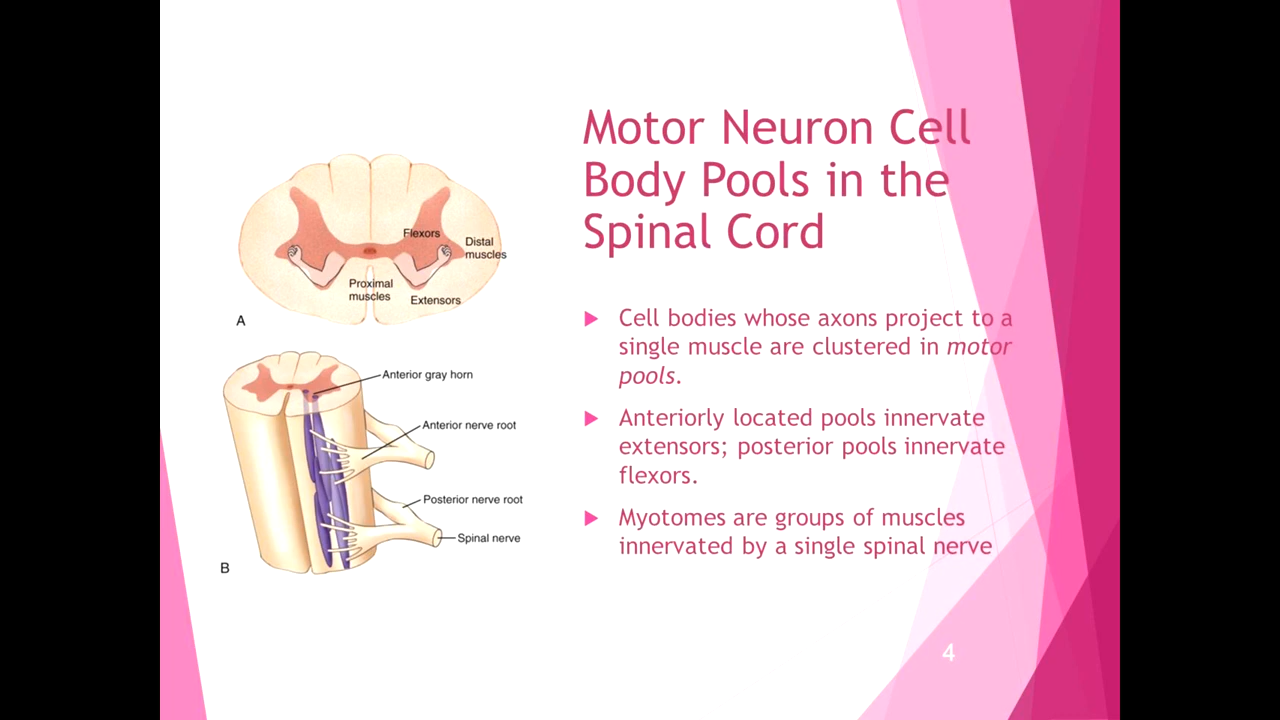 Motor Neuron Cell
Body Pools in the
Spinal Cord
Flexors
Distal
muscles
Proximal
muscles
Extensors
A
Anterior gray horn
Anterior nerve root
Posterior nerve root
Spinal nerve
B
Cell bodies whose axons project to a
single muscle are clustered in motor
pools.
Anteriorly located pools innervate
extensors; posterior pools innervate
flexors.
Myotomes are groups of muscles
innervated by a single spinal nerve
4